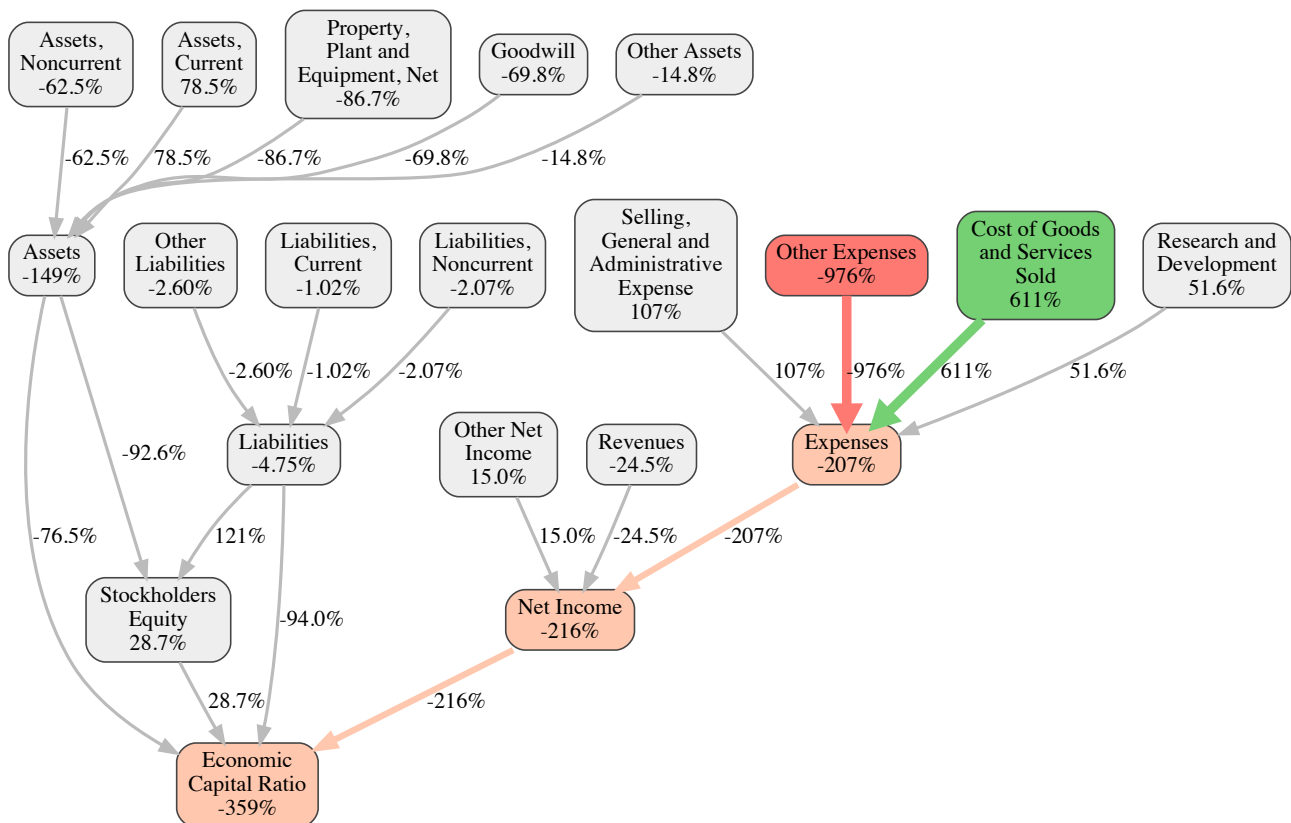 Assets,
Noncurrent
-62.5%
Assets,
Current
78.5%
Property,
Plant and
Equipment, Net
-86.7%
Goodwill
-69.8%
Other Assets
-14.8%
-62.5%
78.5%
-86.7%
-69.8%
-14.8%
Assets
-149%
Other
Liabilities
-2.60%
Liabilities,
Current
-1.02%
Liabilities,
Noncurrent
-2.07%
Selling,
General and
Administrative
Expense
107%
Other Expenses
-976%
Cost of Goods
and Services
Sold
611%
Research and
Development
51.6%
-2.60%
-1.02%
-2.07%
107%
-976%
611%
51.6%
-92.6%
Liabilities
-4.75%
Other Net
Income
15.0%
Revenues
-24.5%
Expenses
-207%
-76.5%
121%
15.0%
-24.5%
-207%
Stockholders
Equity
28.7%
-94.0%
Net Income
-216%
28.7%
-216%
Economic
Capital Ratio
-359%